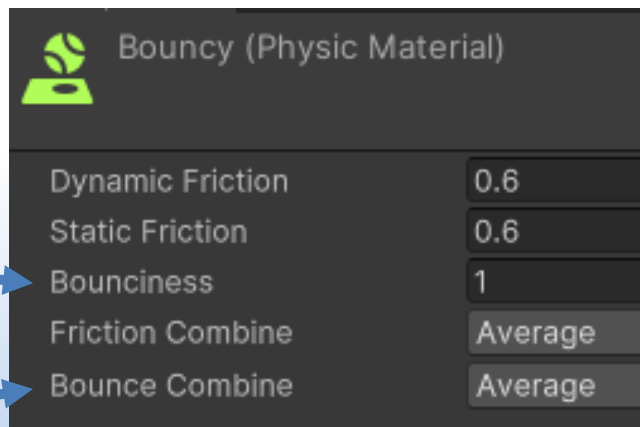 Bouncy (Physic Material)
Dynamic Friction 0.6
Static Friction 0.6
Bounciness 1
Friction Combine Average
Bounce Combine Average